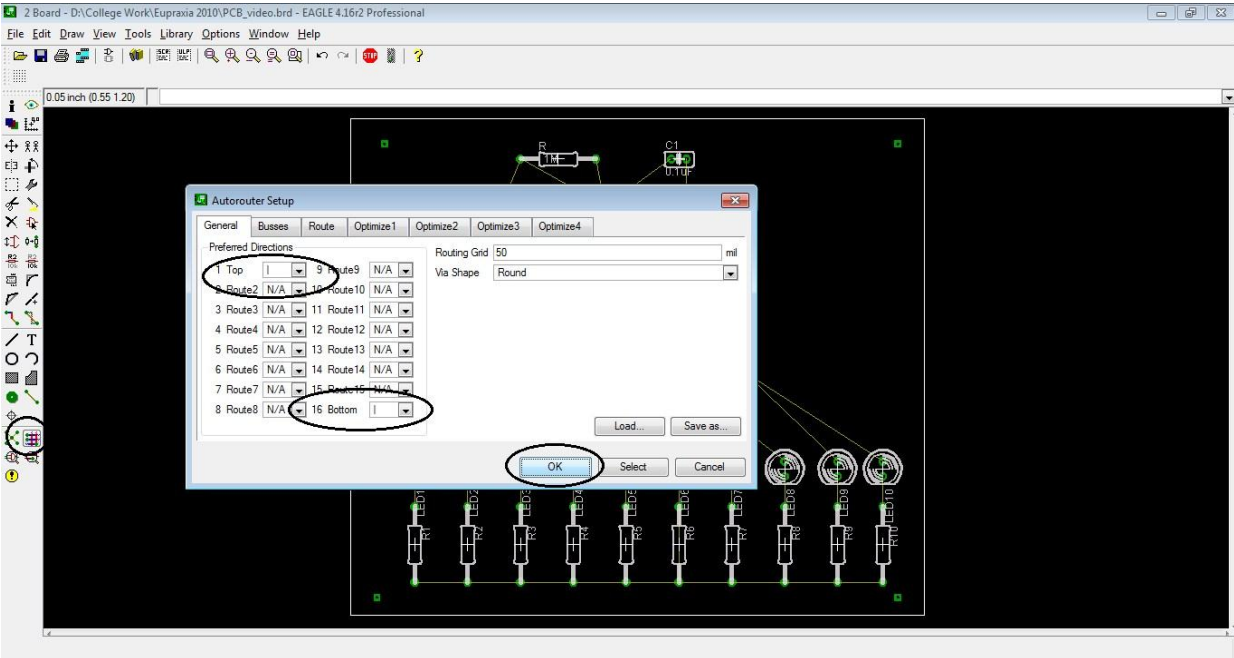 2 Board - D:\College Work\Eupraxia 2010\PCB_video.brd - EAGLE 4.16r2 Professional
File Edit Draw View Tools Library Options Window Help
SCR ULP STOP ?
0.05 inch (0.55 1.20)
R C1
1M 0.1uF
Autorouter Setup
General Busses Route Optimize1 Optimize2 Optimize3 Optimize4
Preferred Directions Routing Grid 50 mil
1 Top | 9 Route9 N/A Via Shape Round
2 Route2 N/A 10 Route10 N/A
3 Route3 N/A 11 Route11 N/A
4 Route4 N/A 12 Route12 N/A
5 Route5 N/A 13 Route13 N/A
6 Route6 N/A 14 Route14 N/A
7 Route7 N/A 15 Route15 N/A
8 Route8 N/A 16 Bottom |
Load... Save as...
OK Select Cancel
LED1 LED2 LED3 LED4 LED5 LED6 LED7 LED8 LED9 LED10
R1 R2 R3 R4 R5 R6 R7 R8 R9 R10